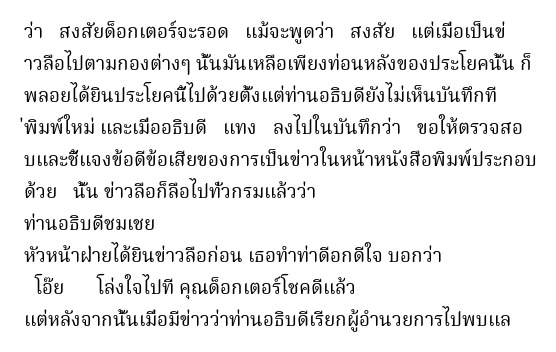 ว่า สงสัยด็อกเตอร์จะรอด แม้จะพูดว่า สงสัย แต่เมื่อเป็นข่
าวลือไปตามกองต่างๆ นั้นมันเหลือเพียงท่อนหลังของประโยคนั้น ก็
พลอยได้ยินประโยคนี้ไปด้วยตั้งแต่ท่านอธิบดียังไม่เห็นบันทึกที
่พิมพ์ใหม่ และเมื่ออธิบดี แทง ลงไปในบันทึกว่า ขอให้ตรวจสอ
บและชี้แจงข้อดีข้อเสียของการเป็นข่าวในหน้าหนังสือพิมพ์ประกอบ
ด้วย นั้น ข่าวลือก็ลือไปทั่วกรมแล้วว่า
ท่านอธิบดีชมเชย
หัวหน้าฝ่ายได้ยินข่าวลือก่อน เธอทำท่าดีอกดีใจ บอกว่า
โอ๊ย โล่งใจไปที คุณด็อกเตอร์โชคดีแล้ว
แต่หลังจากนั้นเมื่อมีข่าวว่าท่านอธิบดีเรียกผู้อำนวยการไปพบแล